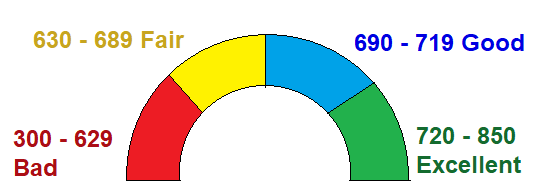 630 - 689 Fair
690 - 719 Good
300 - 629
Bad
720 - 850
Excellent